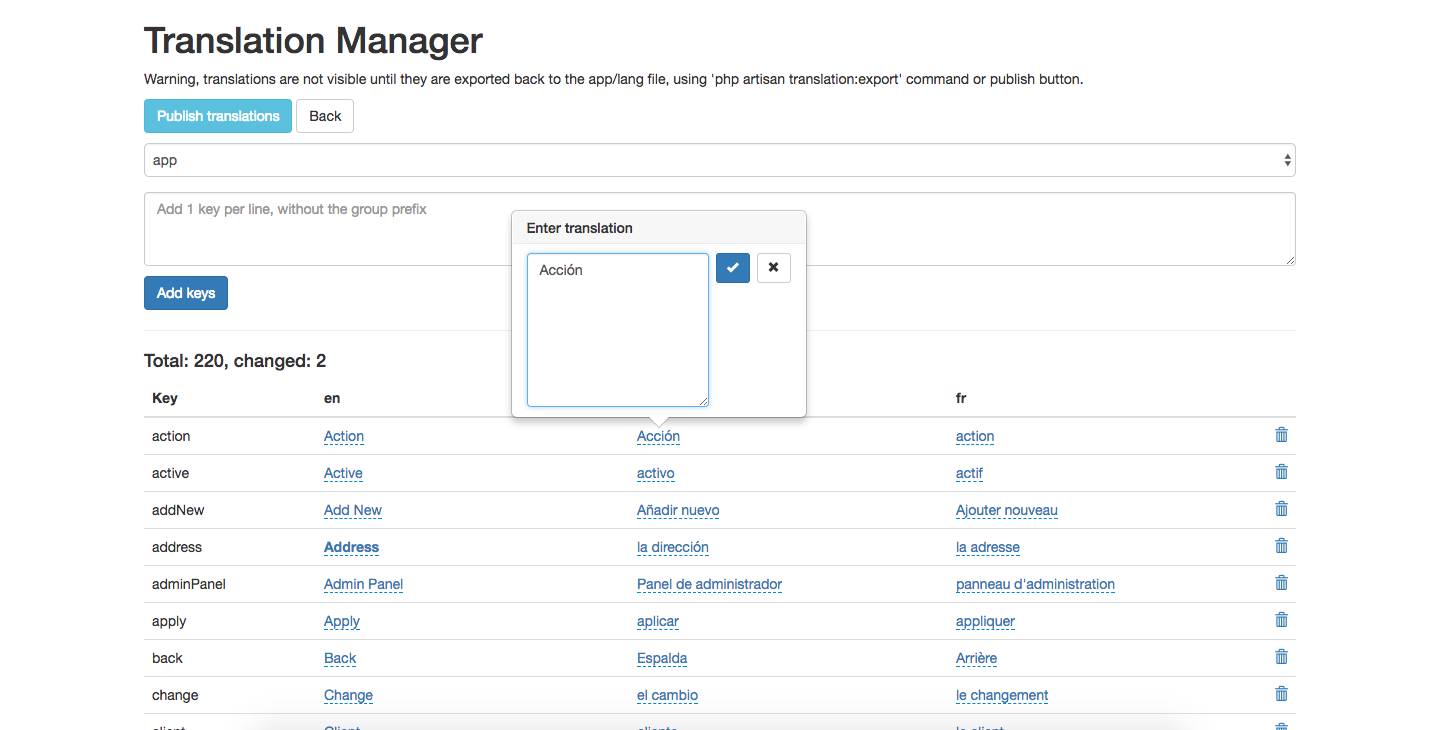 Translation Manager
Warning, translations are not visible until they are exported back to the app/lang file, using 'php artisan translation:export' command or publish button.
Publish translations Back
app
Add 1 key per line, without the group prefix
Enter translation
Acción
Add keys
Total: 220, changed: 2
Key en fr
action Action Acción action
active Active activo actif
addNew Add New Añadir nuevo Ajouter nouveau
address Address la dirección la adresse
adminPanel Admin Panel Panel de administrador panneau d'administration
apply Apply aplicar appliquer
back Back Espalda Arrière
change Change el cambio le changement